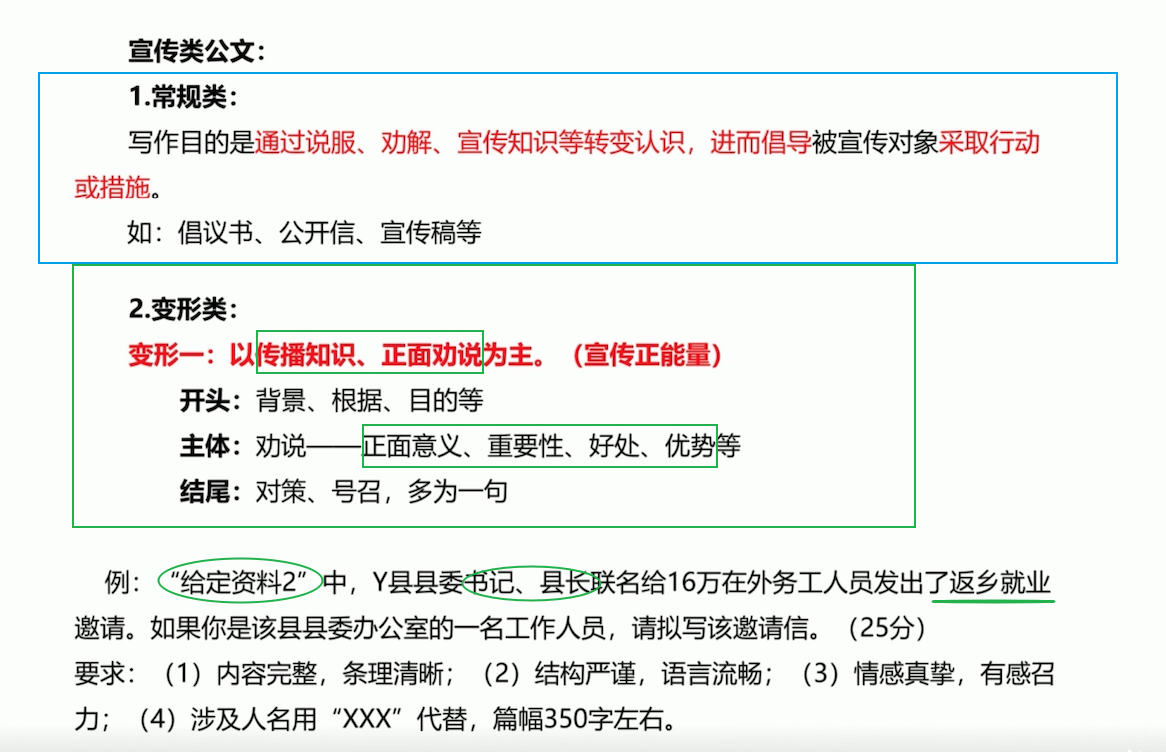 宣传类公文：
1.常规类：
写作目的是通过说服、劝解、宣传知识等转变认识，进而倡导被宣传对象采取行动
或措施。
如：倡议书、公开信、宣传稿等
2.变形类：
变形一：以传播知识、正面劝说为主。（宣传正能量）
开头：背景、根据、目的等
主体：劝说——正面意义、重要性、好处、优势等
结尾：对策、号召，多为一句
例：“给定资料2”中，Y县县委书记、县长联名给16万在外务工人员发出了返乡就业
邀请。如果你是该县县委办公室的一名工作人员，请拟写该邀请信。（25分）
要求：（1）内容完整，条理清晰；（2）结构严谨，语言流畅；（3）情感真挚，有感召
力；（4）涉及人名用“XXX”代替，篇幅350字左右。